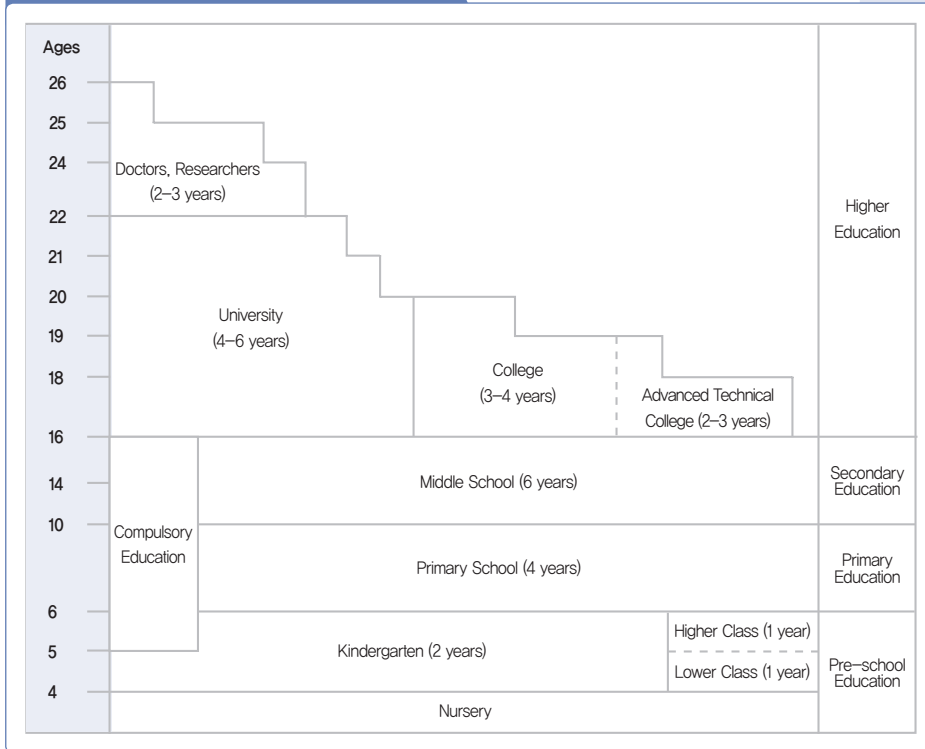 Ages
26
25
24
Doctors, Researchers
(2–3 years)
22
Higher
Education
21
20
University
(4–6 years)
19
College
(3–4 years)
18
Advanced Technical
College (2–3 years)
16
Middle School (6 years)
Secondary
Education
14
10
Compulsory
Education
Primary School (4 years)
Primary
Education
6
Kindergarten (2 years)
Higher Class (1 year)
5
Lower Class (1 year)
Pre–school
Education
4
Nursery